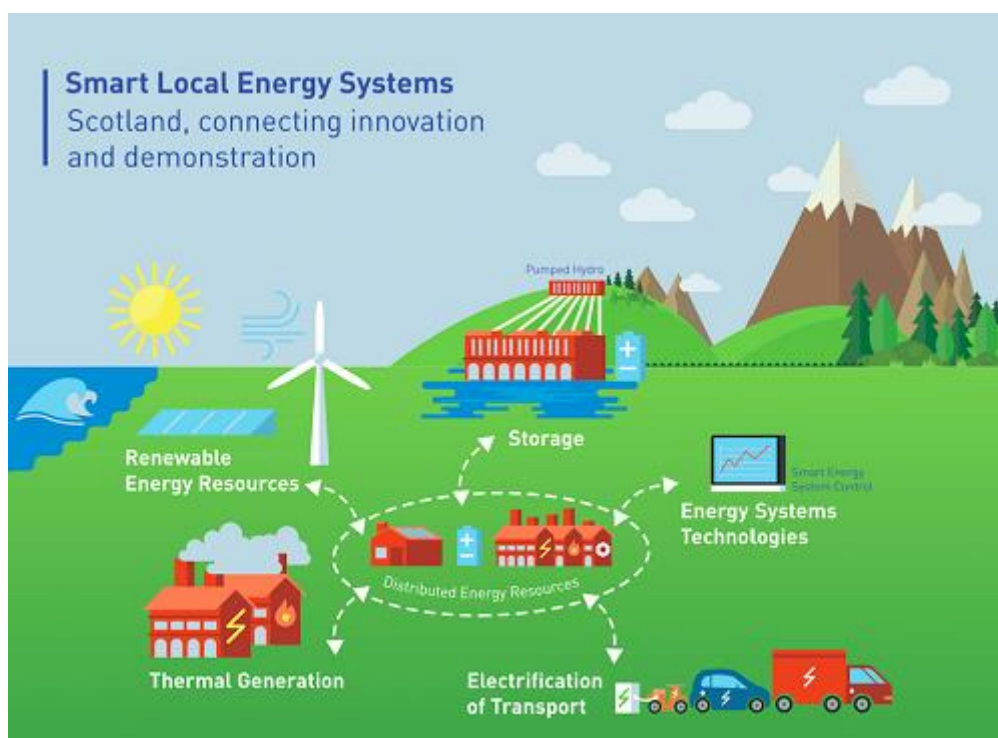 Smart Local Energy Systems
Scotland, connecting innovation
and demonstration
Pumped Hydro
Storage
Renewable
Energy Resources
Smart Energy
System Control
Energy Systems
Technologies
Distributed Energy Resources
Thermal Generation
Electrification
of Transport